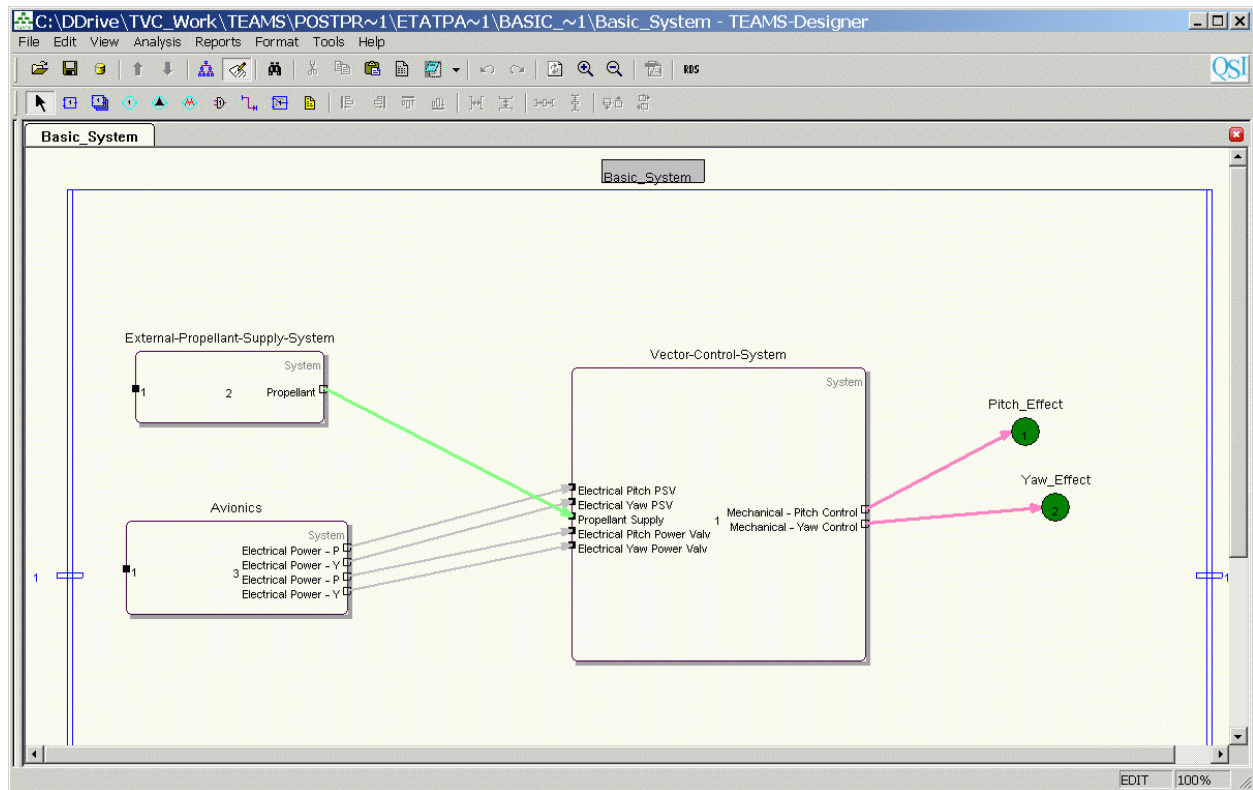 C:\DDrive\TVC_Work\TEAMS\POSTPR~1\ETATPA~1\BASIC_~1\Basic_System - TEAMS-Designer
File Edit View Analysis Reports Format Tools Help
RDS
QSI
Basic_System
Basic_System
External-Propellant-Supply-System
System
1 2 Propellant
Vector-Control-System
System
Electrical Pitch PSV
Electrical Yaw PSV
Propellant Supply
Electrical Pitch Power Valv
Electrical Yaw Power Valv
1
Mechanical - Pitch Control
Mechanical - Yaw Control
Pitch_Effect
1
Yaw_Effect
2
Avionics
System
Electrical Power - P
Electrical Power - Y
1 3 Electrical Power - P
Electrical Power - Y
1
1
EDIT 100%